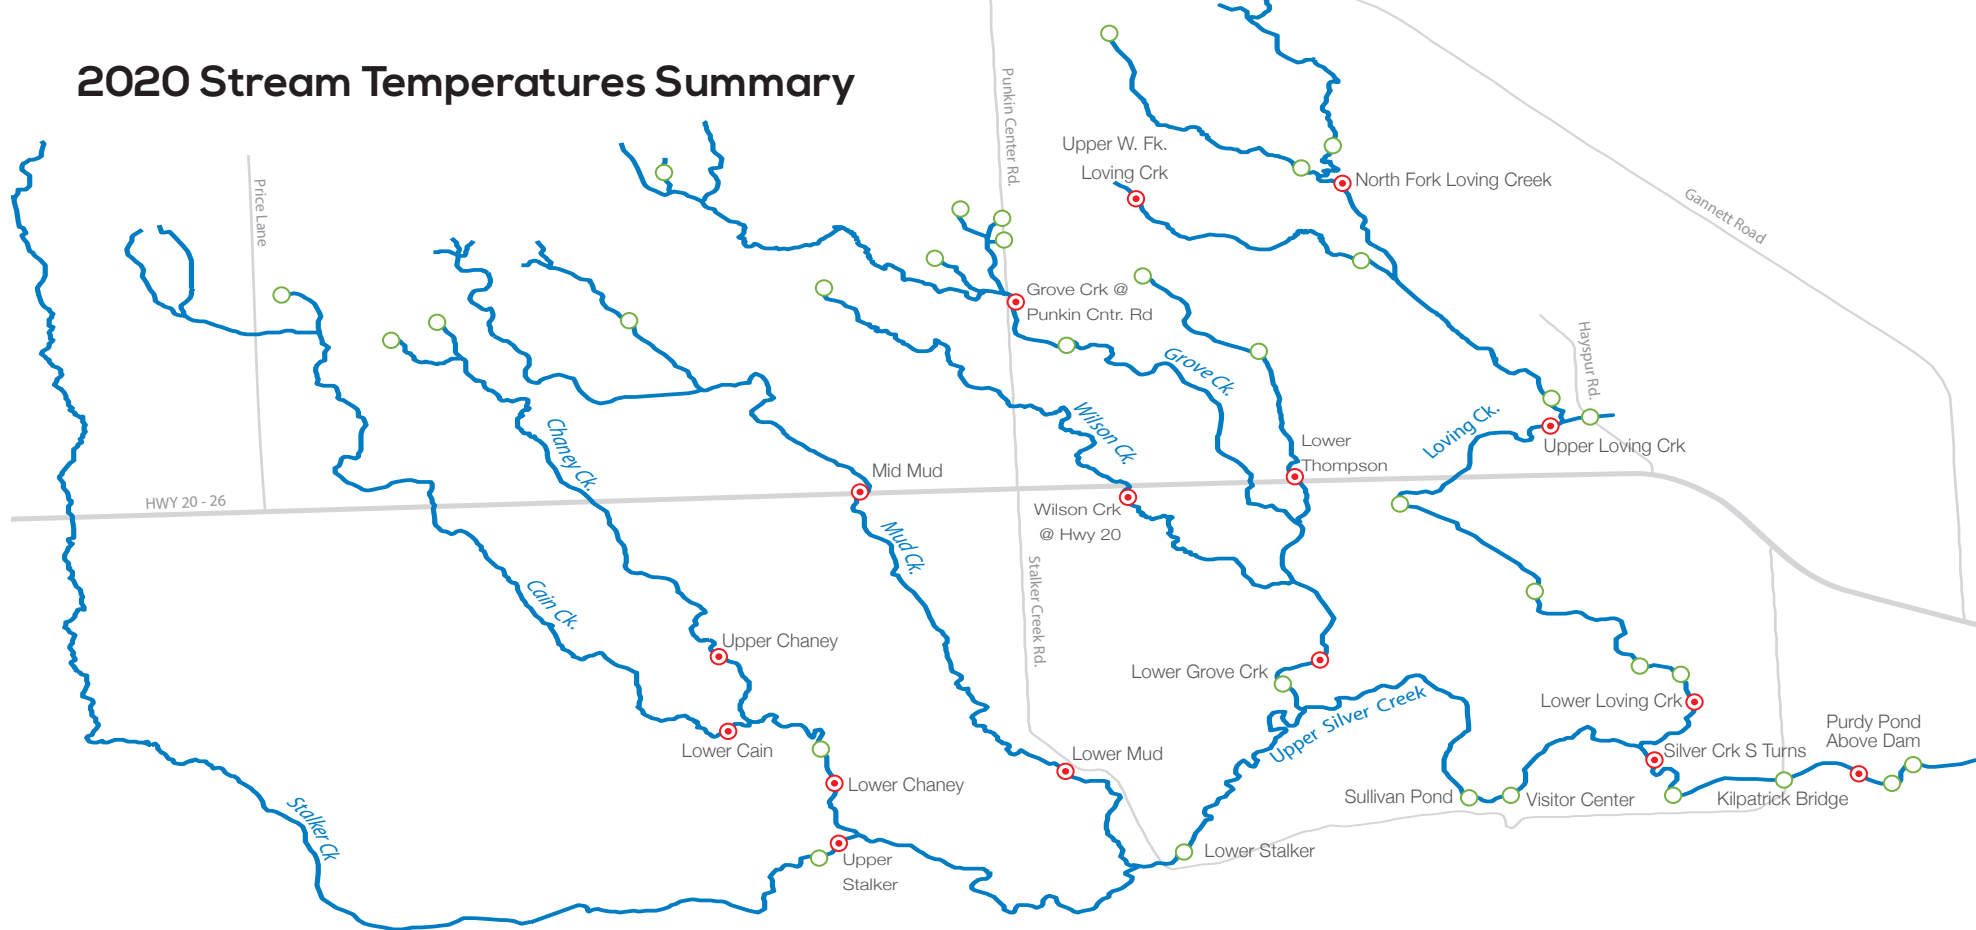 2020 Stream Temperatures Summary
Punkin Center Rd.
Upper W. Fk.
Loving Crk
North Fork Loving Creek
Gannett Road
Price Lane
Grove Crk @
Punkin Cntr. Rd
Grove Ck.
Hayspur Rd.
Wilson Ck.
Chaney Ck.
Loving Ck.
Lower
Thompson
Upper Loving Crk
Mid Mud
HWY 20 - 26
Wilson Crk
@ Hwy 20
Mud Ck.
Cain Ck.
Stalker Creek Rd.
Upper Chaney
Lower Grove Crk
Upper Silver Creek
Lower Loving Crk
Purdy Pond
Above Dam
Lower Cain
Lower Mud
Silver Crk S Turns
Lower Chaney
Sullivan Pond
Visitor Center
Kilpatrick Bridge
Stalker Ck
Lower Stalker
Upper
Stalker